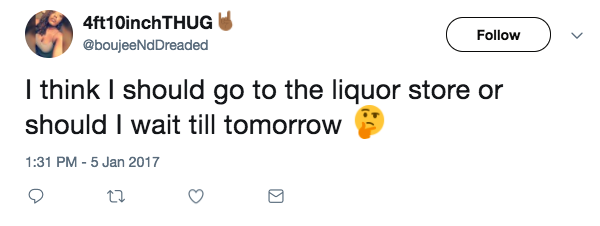 4ft10inchTHUG🤘🏾
@boujeeNdDreaded
Follow
I think I should go to the liquor store or
should I wait till tomorrow 🤔
1:31 PM - 5 Jan 2017